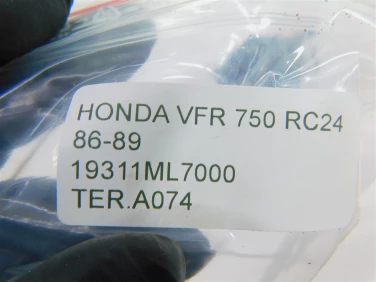 HONDA VFR 750 RC24
86-89
19311ML7000
TER.A074